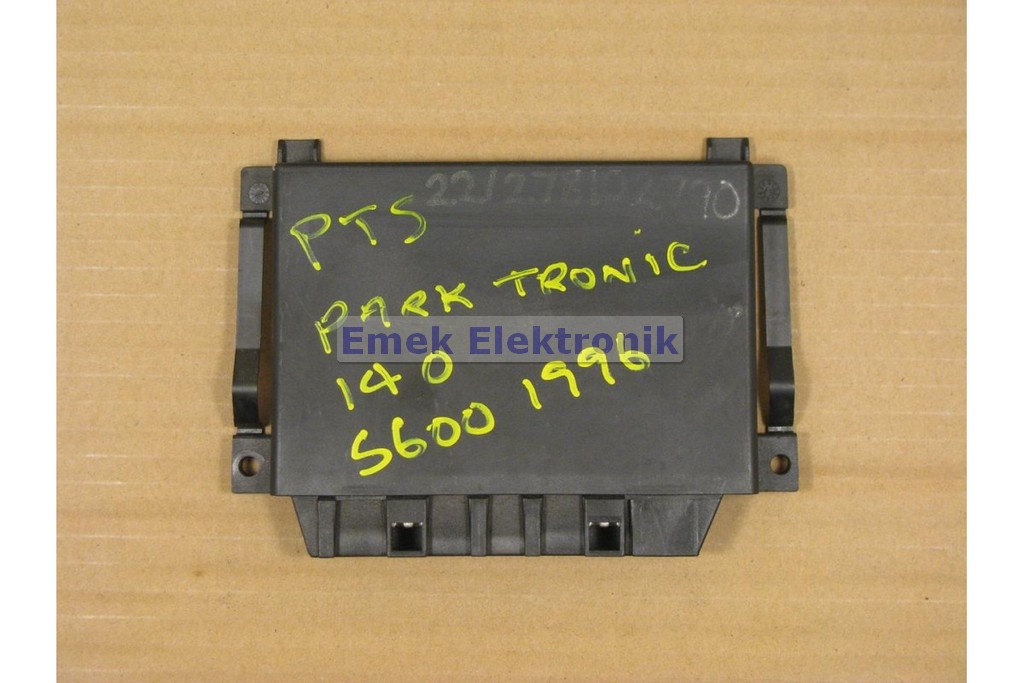 PTS
PARK TRONIC
Emek Elektronik
140
S600 1996